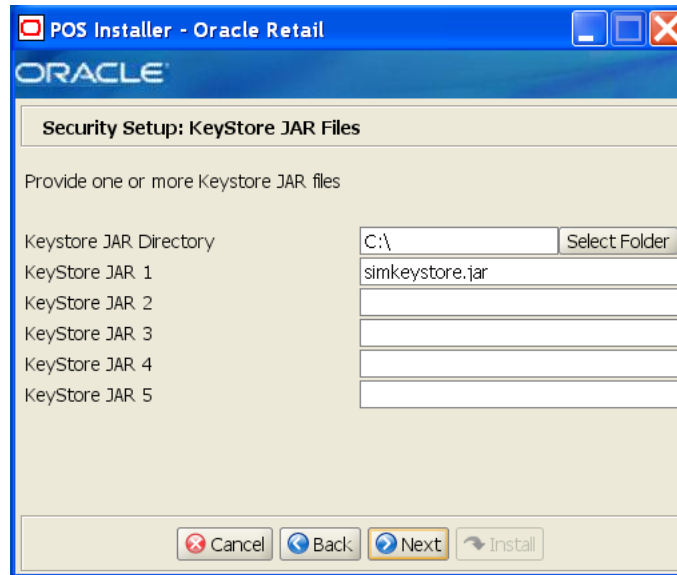 POS Installer - Oracle Retail
ORACLE
Security Setup: KeyStore JAR Files
Provide one or more Keystore JAR files
Keystore JAR Directory C:\ Select Folder
KeyStore JAR 1 simkeystore.jar
KeyStore JAR 2
KeyStore JAR 3
KeyStore JAR 4
KeyStore JAR 5
Cancel Back Next Install